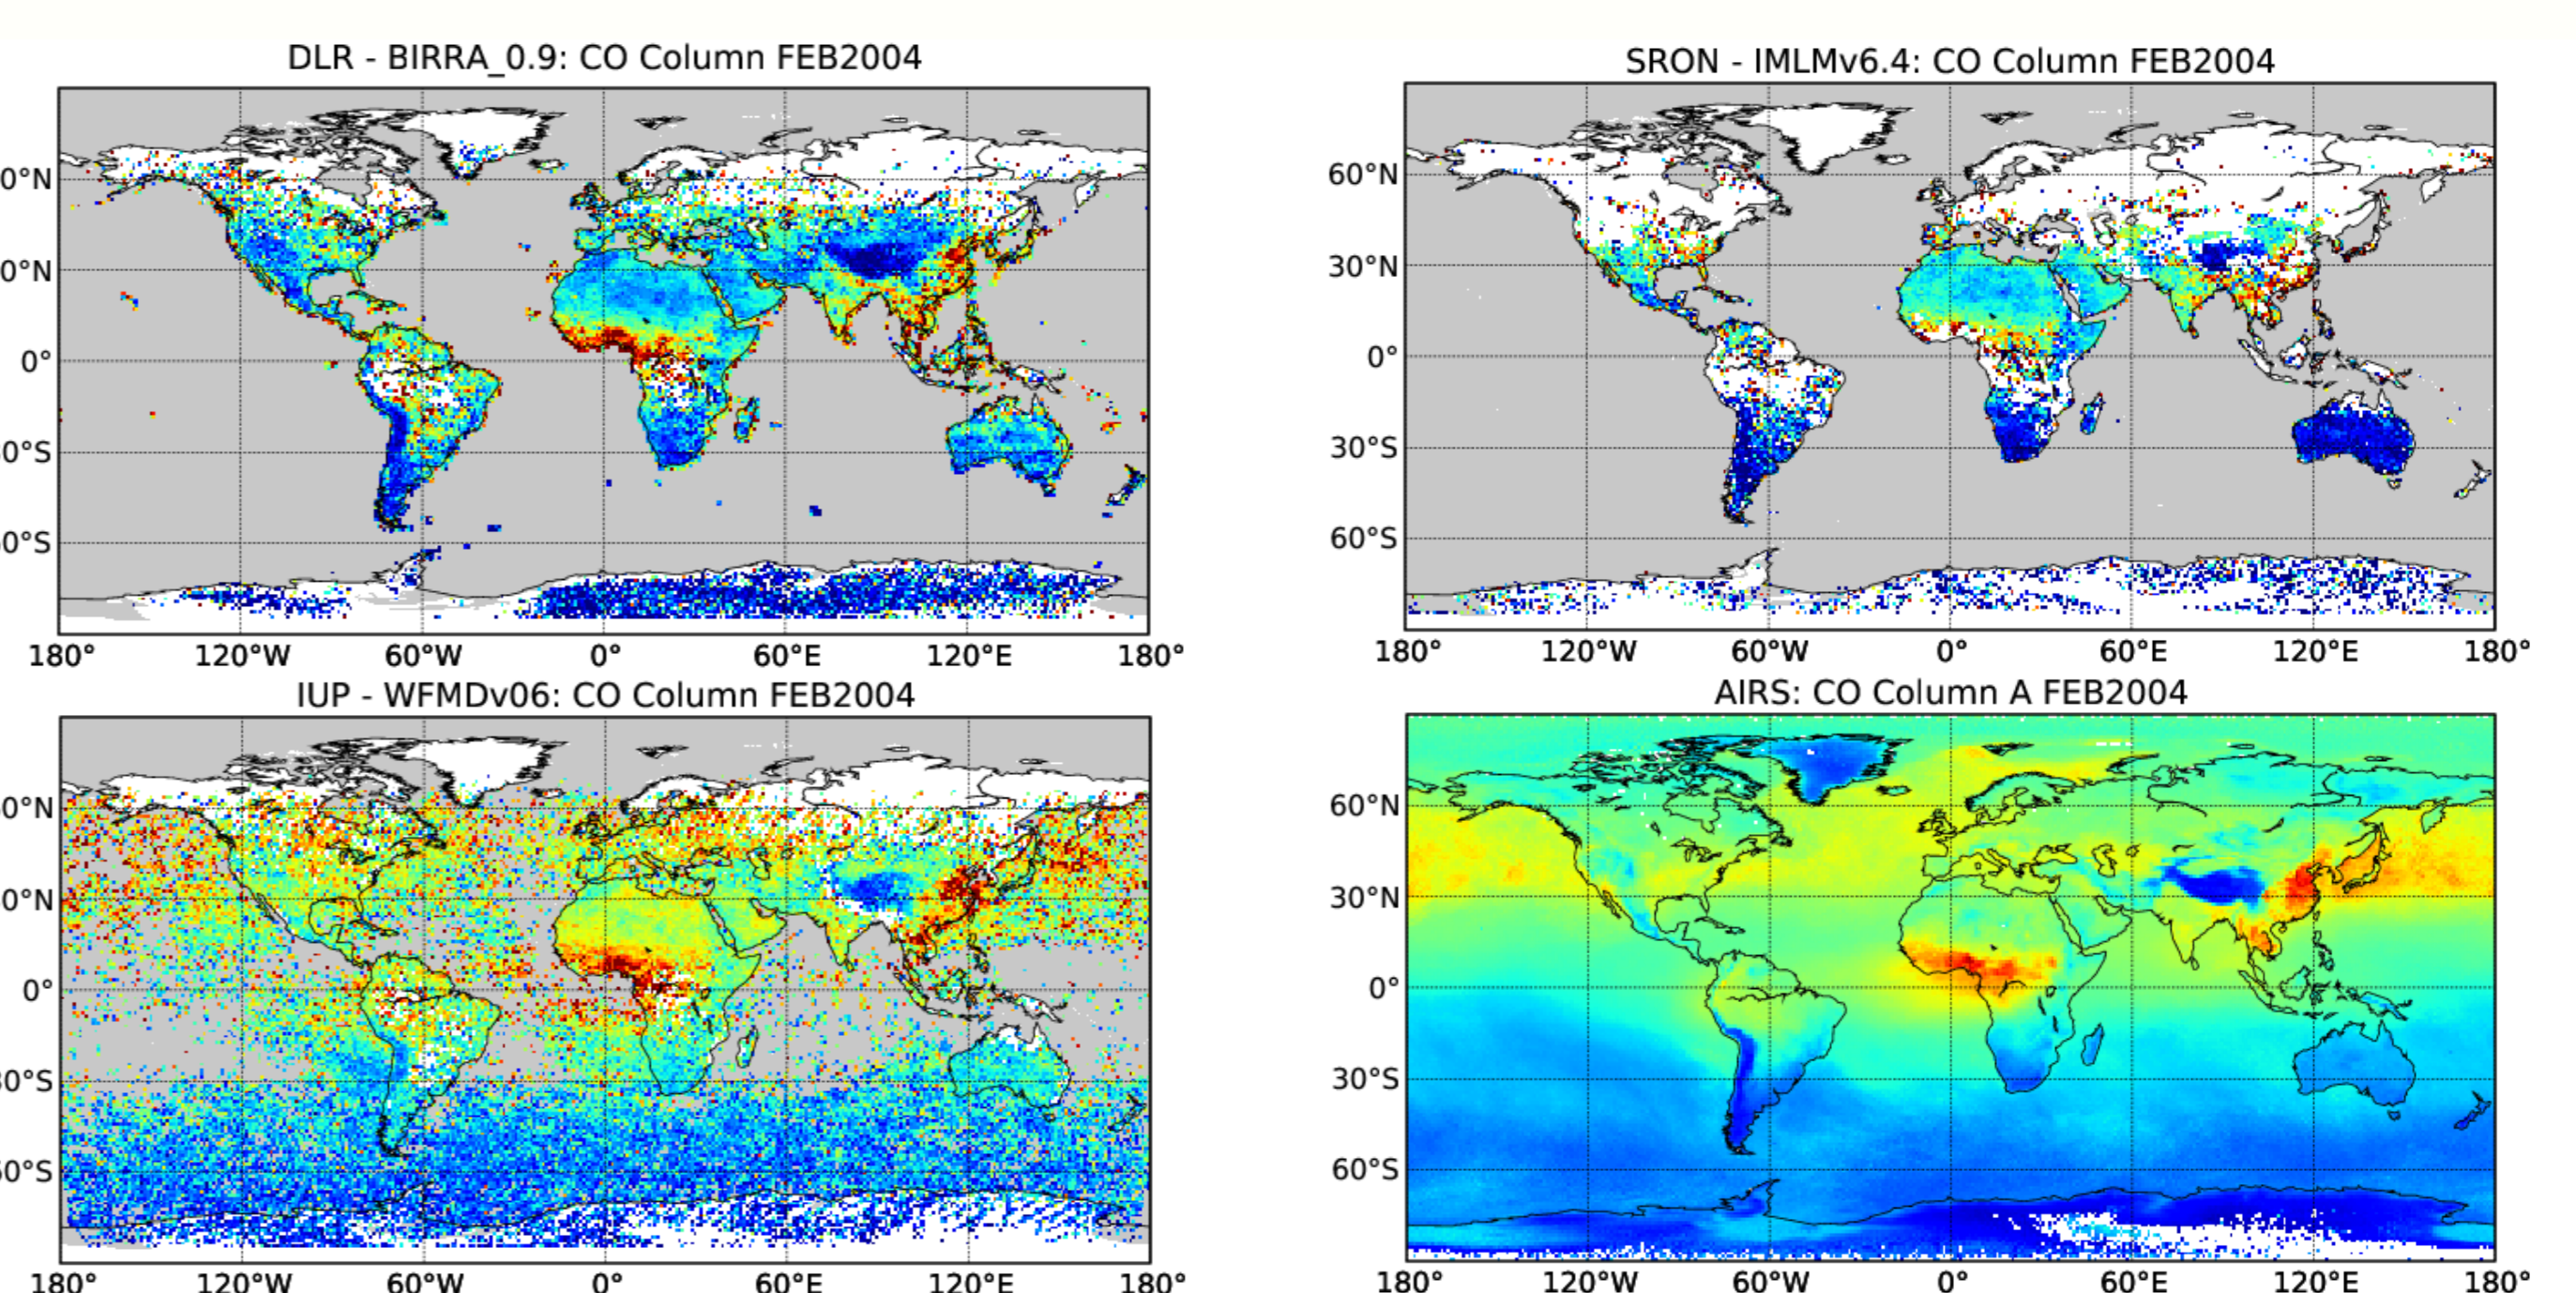 DLR - BIRRA_0.9: CO Column FEB2004
0°N
0°N
0°
0°S
0°S
180° 120°W 60°W 0° 60°E 120°E 180°
SRON - IMLMv6.4: CO Column FEB2004
60°N
30°N
0°
30°S
60°S
180° 120°W 60°W 0° 60°E 120°E 180°
IUP - WFMDv06: CO Column FEB2004
0°N
0°N
0°
0°S
0°S
180° 120°W 60°W 0° 60°E 120°E 180°
AIRS: CO Column A FEB2004
60°N
30°N
0°
30°S
60°S
180° 120°W 60°W 0° 60°E 120°E 180°